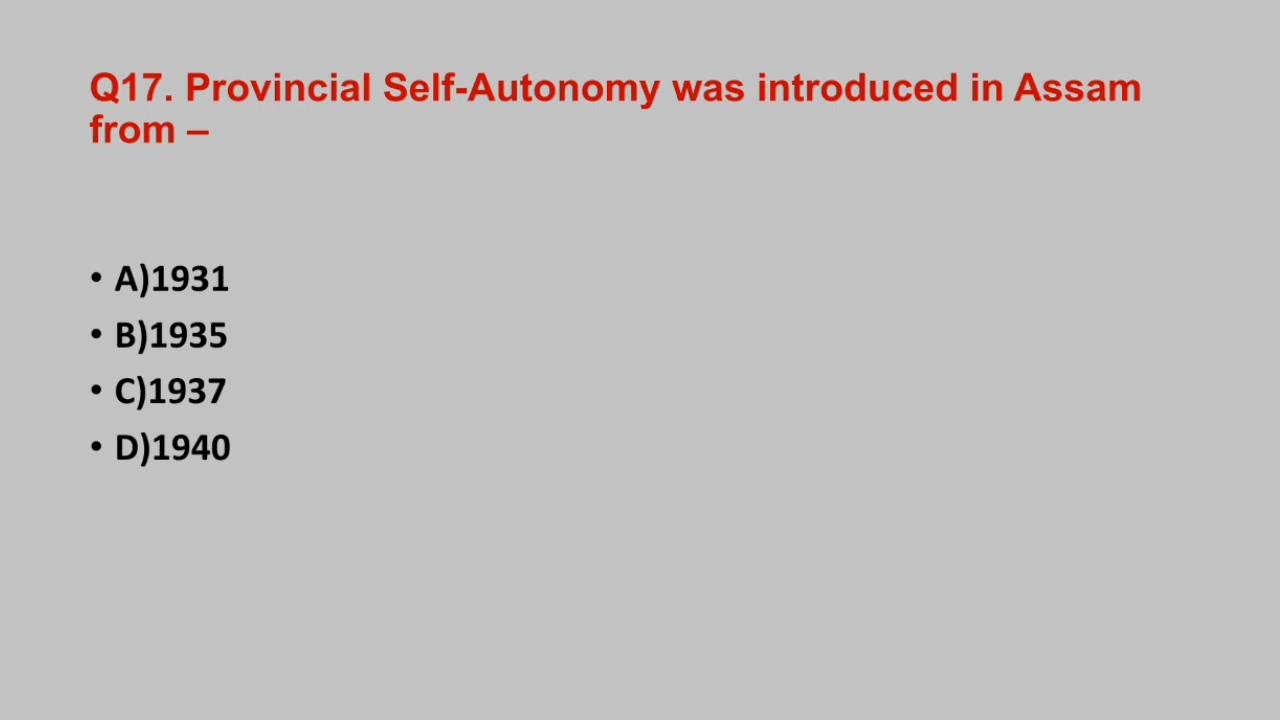 Q17. Provincial Self-Autonomy was introduced in Assam
from –
• A)1931
• B)1935
• C)1937
• D)1940